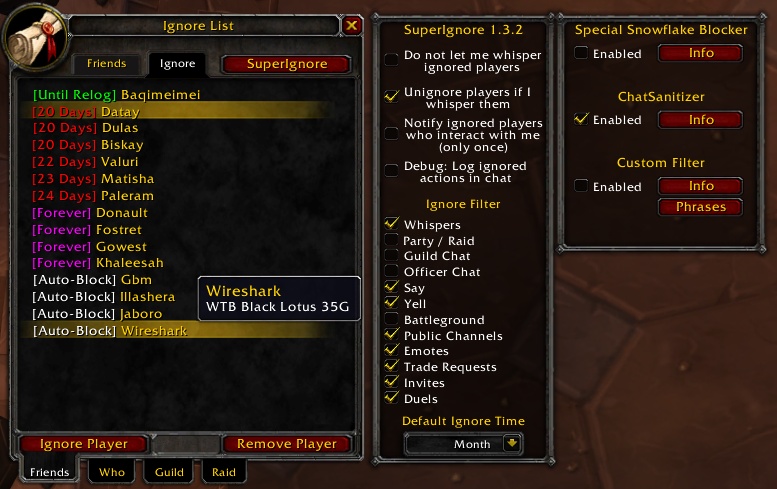 Ignore List
Friends
Ignore
SuperIgnore
[Until Relog] Baqimeimei
[20 Days] Datay
[20 Days] Dulas
[20 Days] Biskay
[22 Days] Valuri
[23 Days] Matisha
[24 Days] Paleram
[Forever] Donault
[Forever] Fostret
[Forever] Gowest
[Forever] Khaleesah
[Auto-Block] Gbm
[Auto-Block] Illashera
[Auto-Block] Jaboro
[Auto-Block] Wireshark
Wireshark
WTB Black Lotus 35G
Ignore Player
Remove Player
Friends
Who
Guild
Raid
SuperIgnore 1.3.2
Do not let me whisper
ignored players
Unignore players if I
whisper them
Notify ignored players
who interact with me
(only once)
Debug: Log ignored
actions in chat
Ignore Filter
Whispers
Party / Raid
Guild Chat
Officer Chat
Say
Yell
Battleground
Public Channels
Emotes
Trade Requests
Invites
Duels
Default Ignore Time
Month
Special Snowflake Blocker
Enabled
Info
ChatSanitizer
Enabled
Info
Custom Filter
Enabled
Info
Phrases